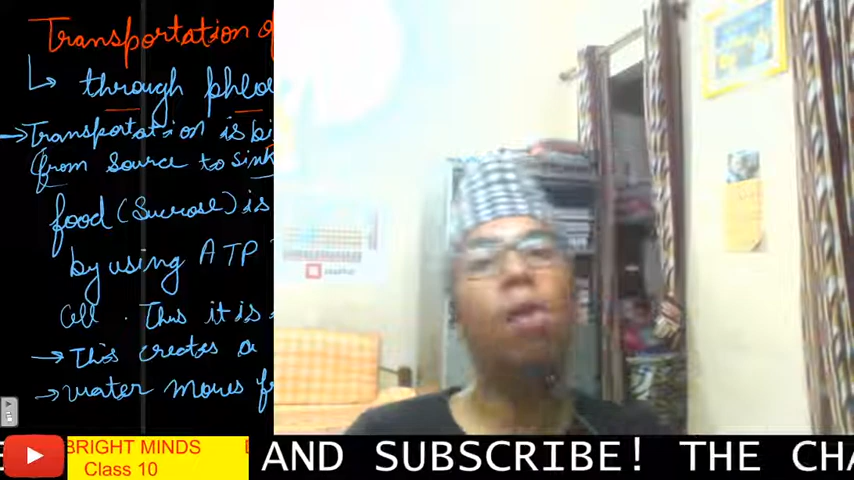 Transportation o
through phloe
Transportation is bi
from source to sink
food (Sucrose) is
by using ATP
cell. Thus it is
This creates a
water moves f
BRIGHT MINDS
Class 10
AND SUBSCRIBE! THE CHA